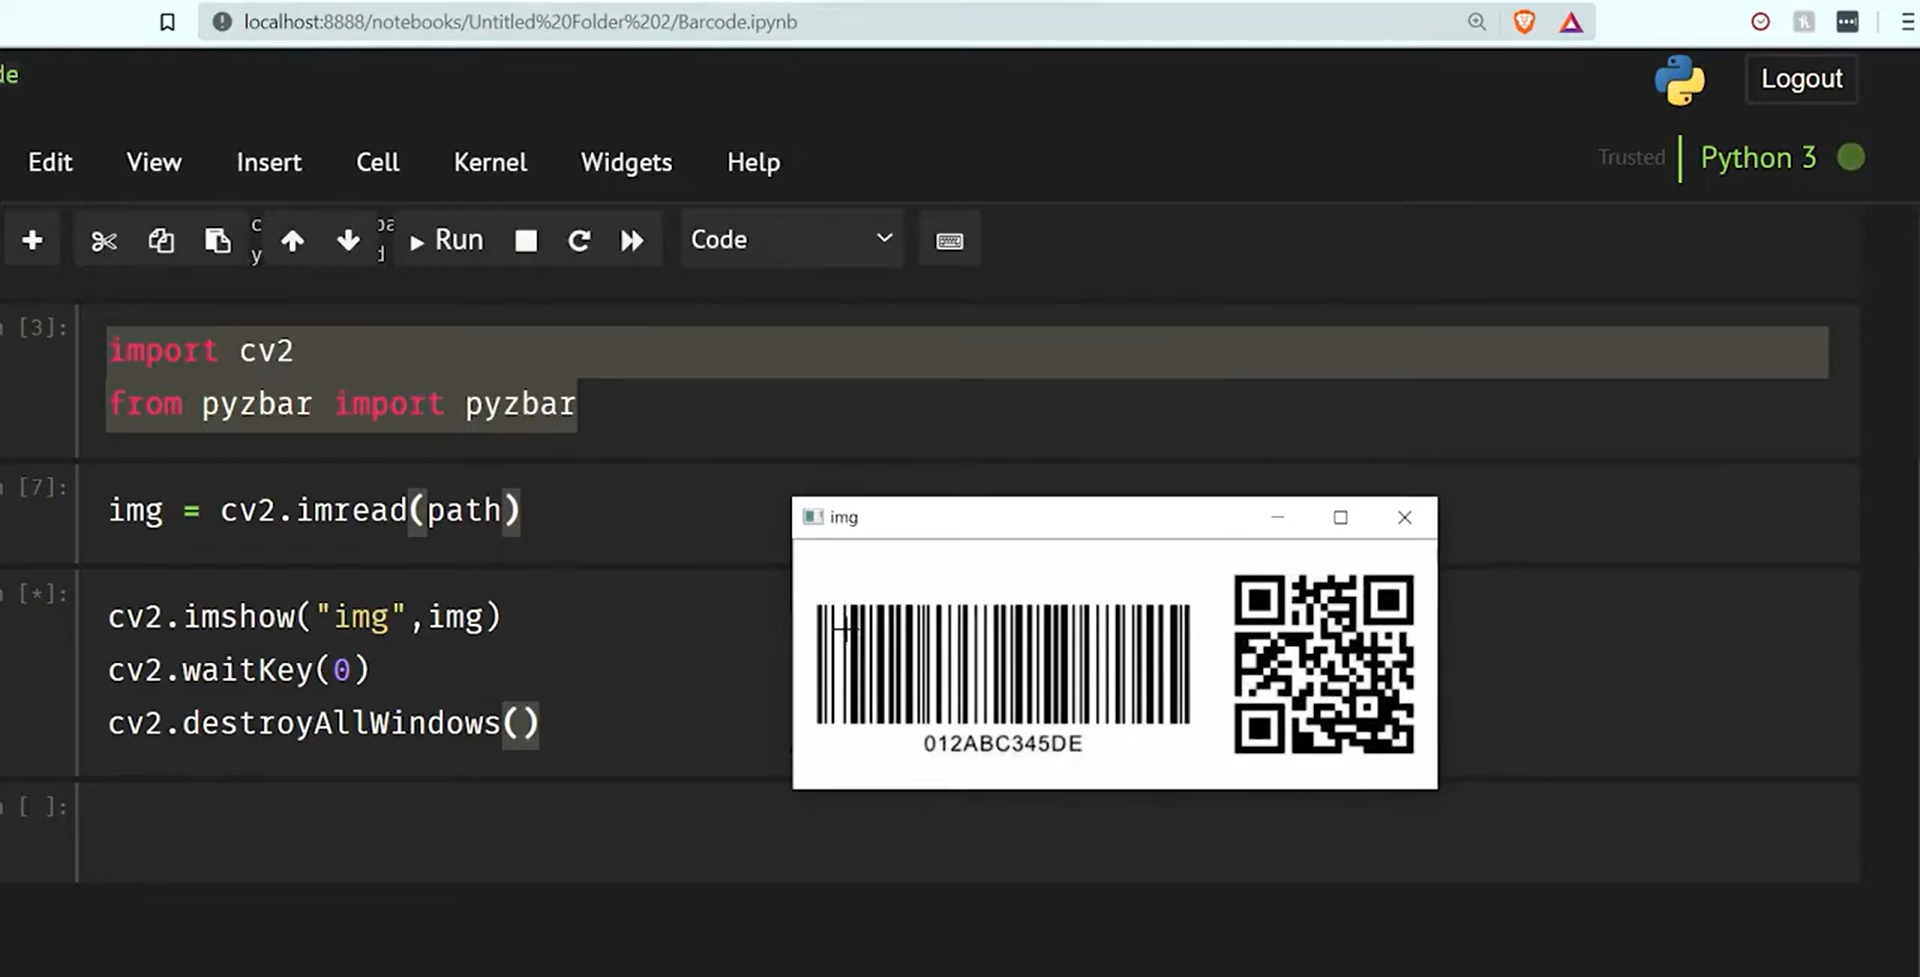 localhost:8888/notebooks/Untitled%20Folder%202/Barcode.ipynb
de
Logout
Edit View Insert Cell Kernel Widgets Help
Trusted
Python 3
Run
Code
[3]:
import cv2
from pyzbar import pyzbar
[7]:
img = cv2.imread(path)
[*]:
cv2.imshow("img",img)
cv2.waitKey(0)
cv2.destroyAllWindows()
[ ]:
img
012ABC345DE